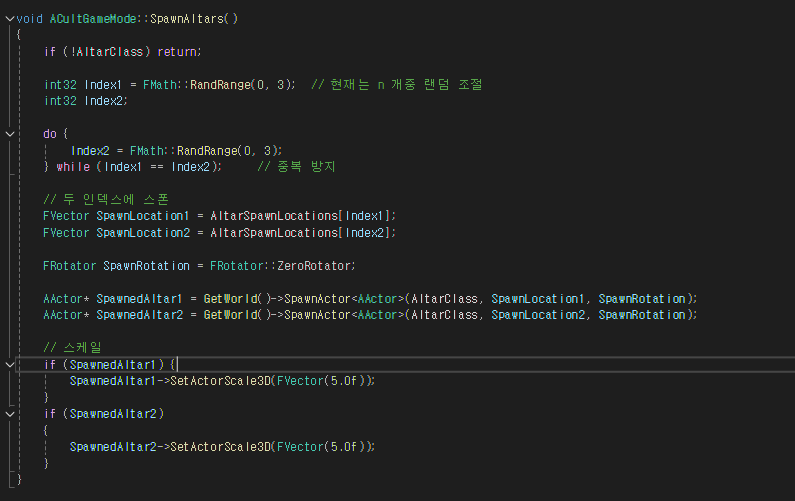 void ACultGameMode::SpawnAltars()
{
if (!AltarClass) return;
int32 Index1 = FMath::RandRange(0, 3); // 현재는 n 개중 랜덤 조절
int32 Index2;
do {
Index2 = FMath::RandRange(0, 3);
} while (Index1 == Index2); // 중복 방지
// 두 인덱스에 스폰
FVector SpawnLocation1 = AltarSpawnLocations[Index1];
FVector SpawnLocation2 = AltarSpawnLocations[Index2];
FRotator SpawnRotation = FRotator::ZeroRotator;
AActor* SpawnedAltar1 = GetWorld()->SpawnActor<AActor>(AltarClass, SpawnLocation1, SpawnRotation);
AActor* SpawnedAltar2 = GetWorld()->SpawnActor<AActor>(AltarClass, SpawnLocation2, SpawnRotation);
// 스케일
if (SpawnedAltar1) {
SpawnedAltar1->SetActorScale3D(FVector(5.0f));
}
if (SpawnedAltar2)
{
SpawnedAltar2->SetActorScale3D(FVector(5.0f));
}
}